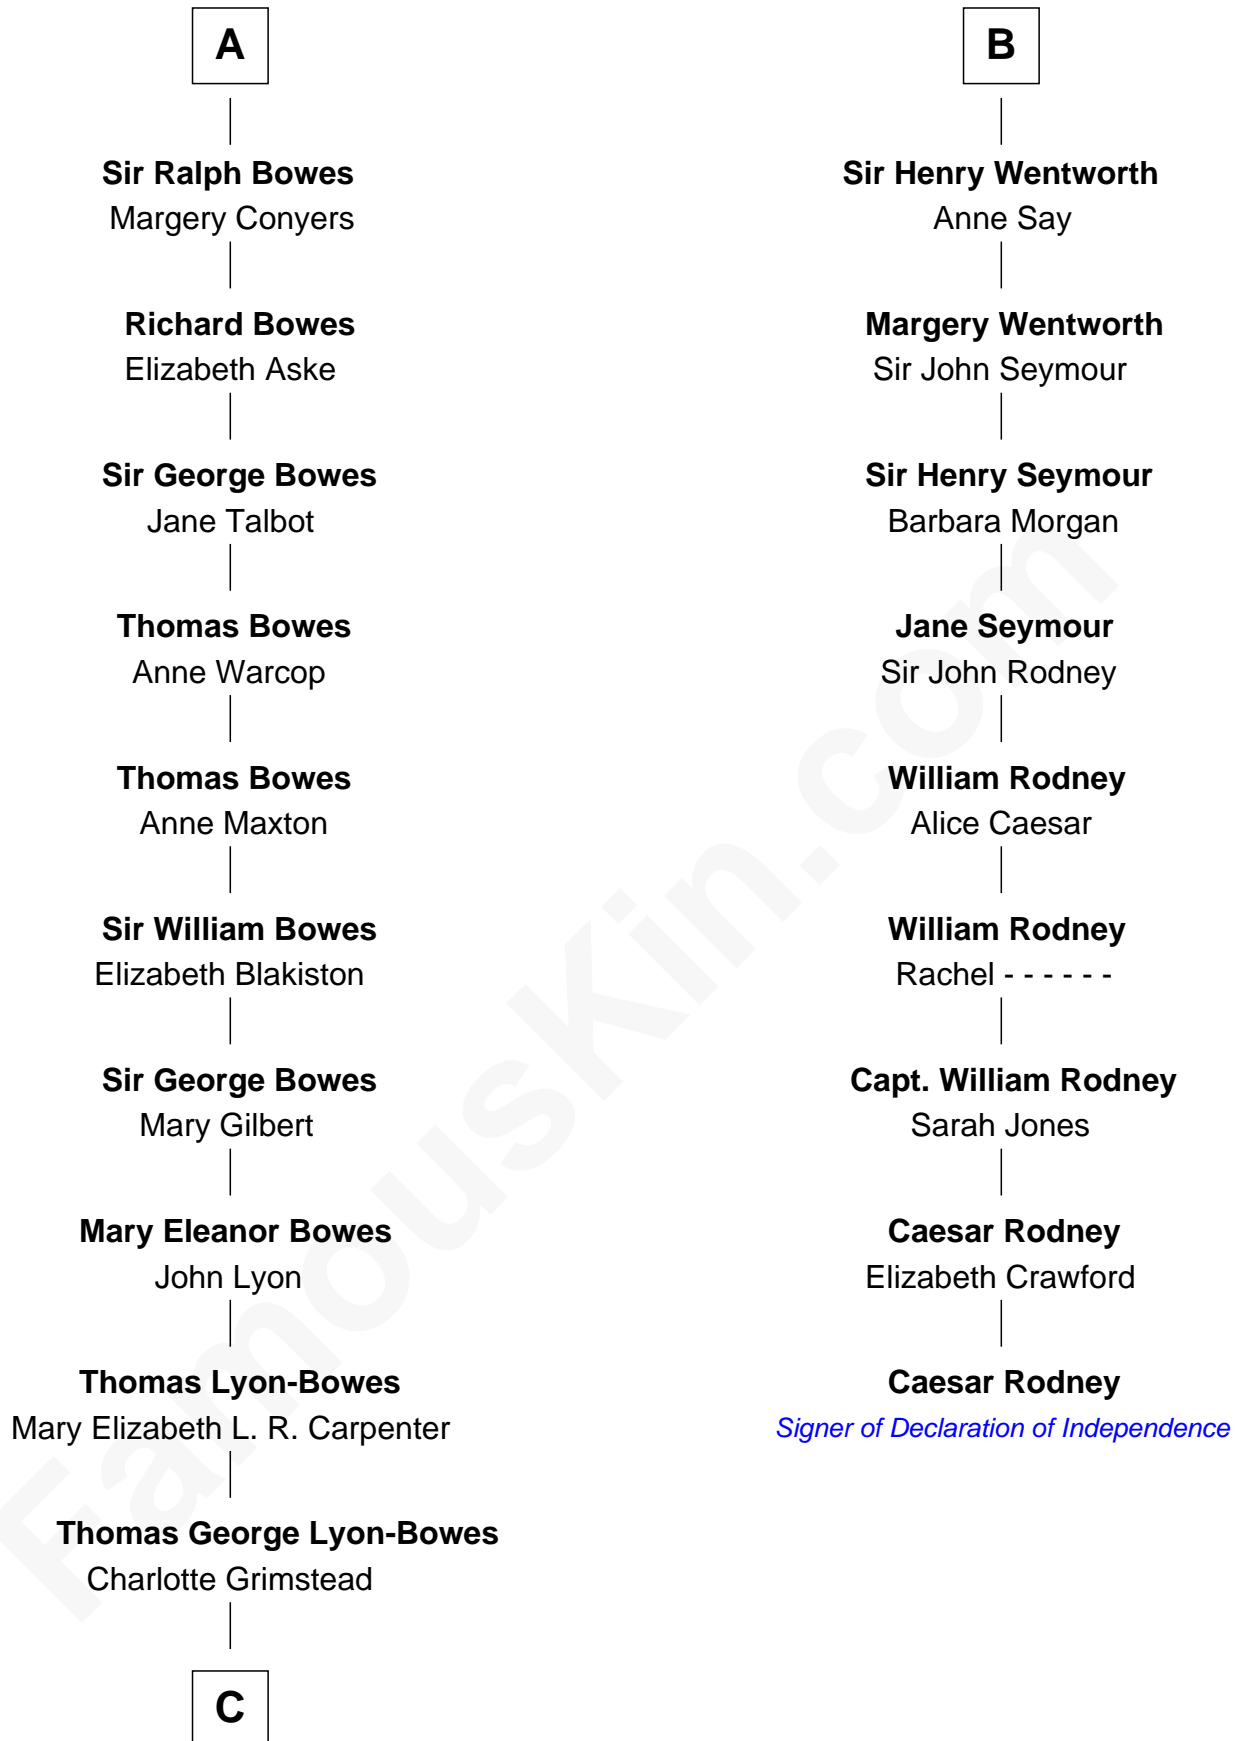 A
Sir Ralph Bowes
Margery Conyers
Richard Bowes
Elizabeth Aske
Sir George Bowes
Jane Talbot
Thomas Bowes
Anne Warcop
Thomas Bowes
Anne Maxton
Sir William Bowes
Elizabeth Blakiston
Sir George Bowes
Mary Gilbert
Mary Eleanor Bowes
John Lyon
Thomas Lyon-Bowes
Mary Elizabeth L. R. Carpenter
Thomas George Lyon-Bowes
Charlotte Grimstead
C
B
Sir Henry Wentworth
Anne Say
Margery Wentworth
Sir John Seymour
Sir Henry Seymour
Barbara Morgan
Jane Seymour
Sir John Rodney
William Rodney
Alice Caesar
William Rodney
Rachel - - - - - -
Capt. William Rodney
Sarah Jones
Caesar Rodney
Elizabeth Crawford
Caesar Rodney
Signer of Declaration of Independence
FamousKin.com